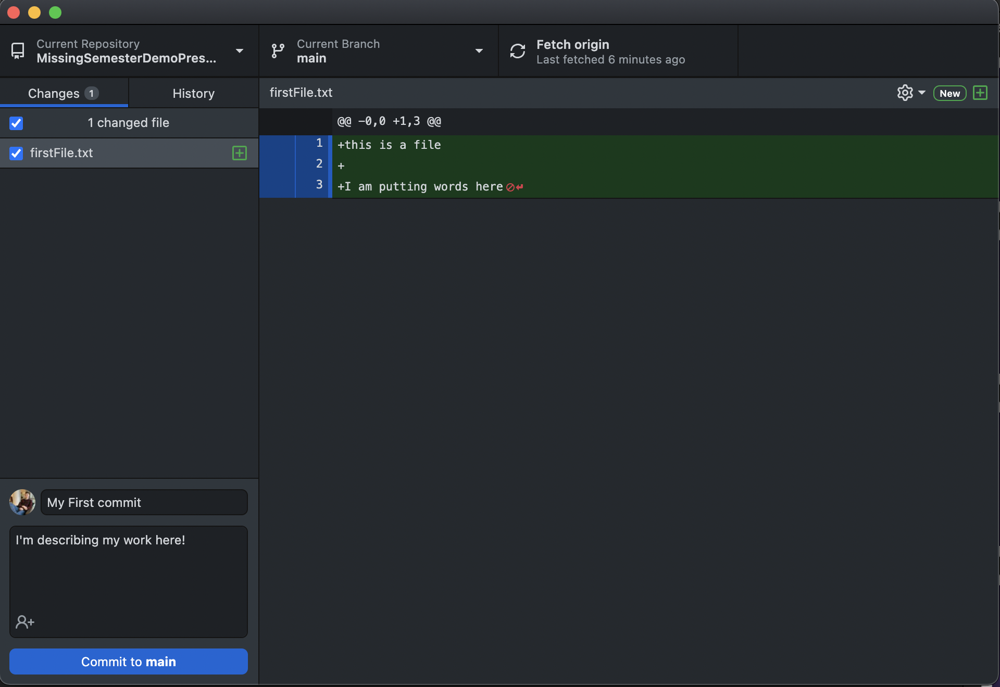 Current Repository
MissingSemesterDemoPres...
Current Branch
main
Fetch origin
Last fetched 6 minutes ago
Changes 1
History
1 changed file
firstFile.txt
firstFile.txt
New
@@ -0,0 +1,3 @@
1 +this is a file
2 +
3 +I am putting words here
My First commit
I'm describing my work here!
Commit to main